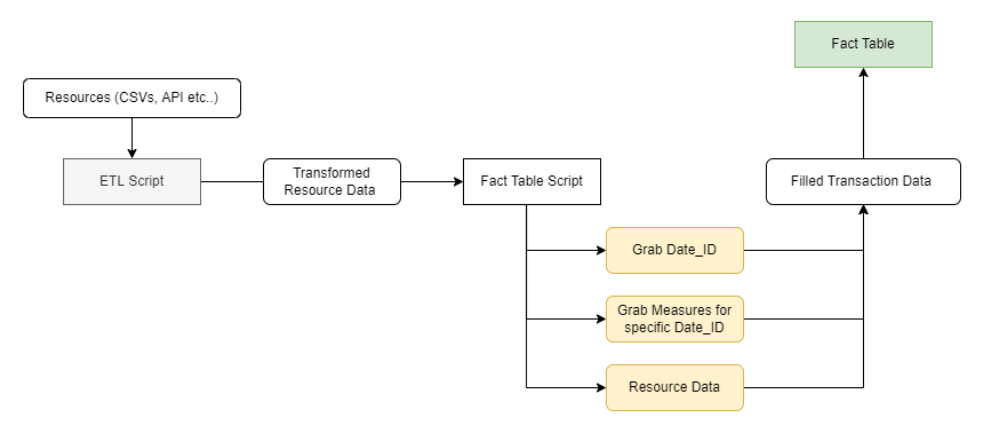 Fact Table
Resources (CSVs, API etc..)
ETL Script
Transformed
Resource Data
Fact Table Script
Filled Transaction Data
Grab Date_ID
Grab Measures for
specific Date_ID
Resource Data